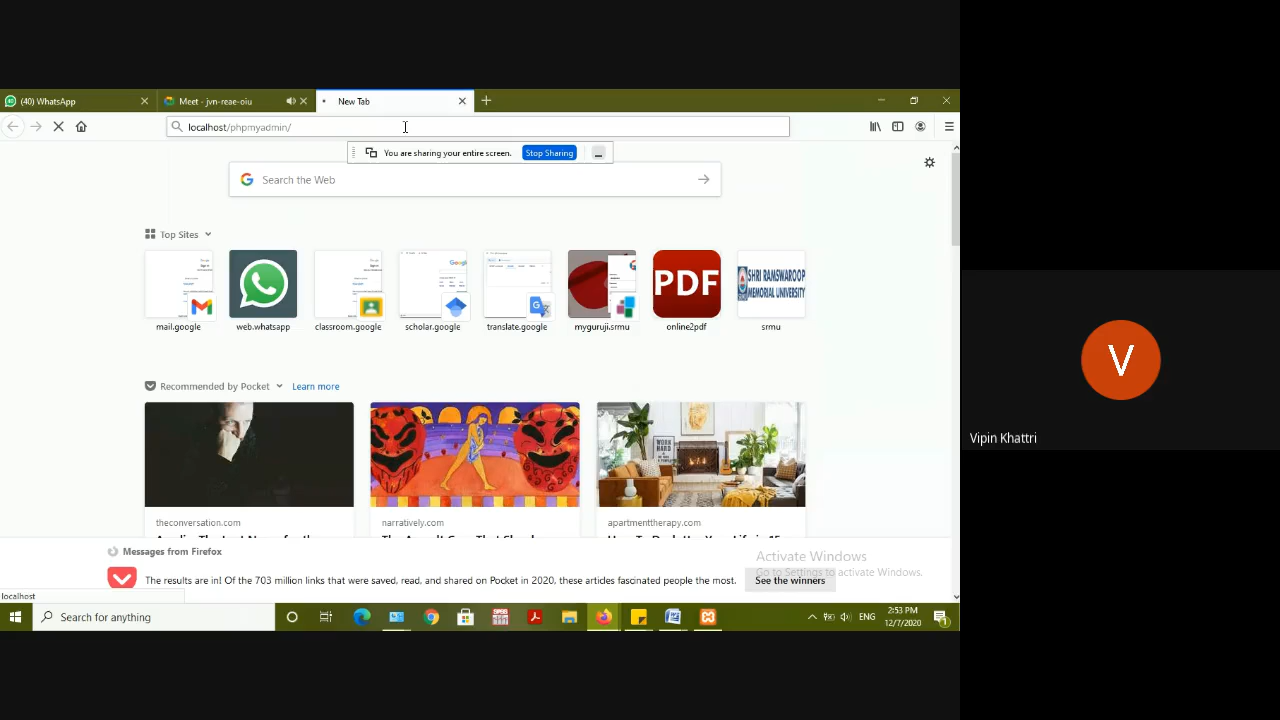 (40) WhatsApp
Meet - jvn-reae-oiu
New Tab
localhost/phpmyadmin/
You are sharing your entire screen.
Stop Sharing
Search the Web
Top Sites
mail.google
web.whatsapp
classroom.google
scholar.google
translate.google
myguruji.srmu
PDF
online2pdf
SHRI RAMSWAROOP
MEMORIAL UNIVERSITY
srmu
Recommended by Pocket
Learn more
theconversation.com
narratively.com
apartmenttherapy.com
Messages from Firefox
The results are in! Of the 703 million links that were saved, read, and shared on Pocket in 2020, these articles fascinated people the most.
See the winners
Activate Windows
Go to Settings to activate Windows.
localhost
Search for anything
ENG
2:53 PM
12/7/2020
V
Vipin Khattri